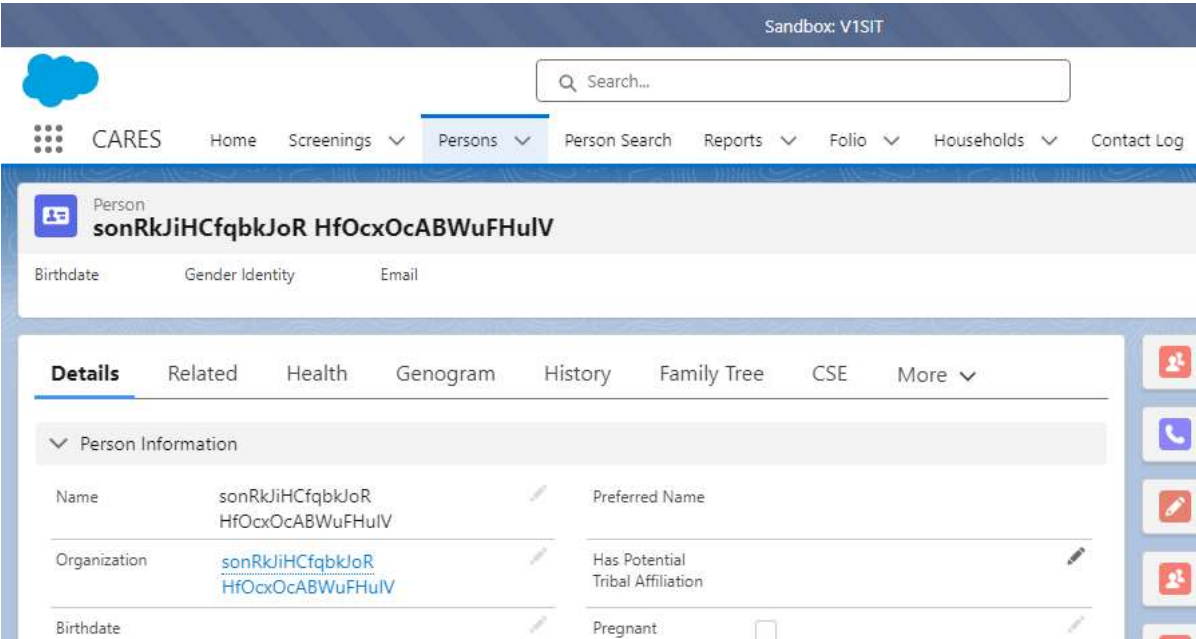 Sandbox: V1SIT
Search...
CARES Home Screenings Persons Person Search Reports Folio Households Contact Log
Person
sonRkJiHCfqbkJoR HfOcxOcABWuFHulV
Birthdate Gender Identity Email
Details Related Health Genogram History Family Tree CSE More
Person Information
Name sonRkJiHCfqbkJoR Preferred Name
HfOcxOcABWuFHulV
Organization sonRkJiHCfqbkJoR Has Potential
HfOcxOcABWuFHulV Tribal Affiliation
Birthdate Pregnant